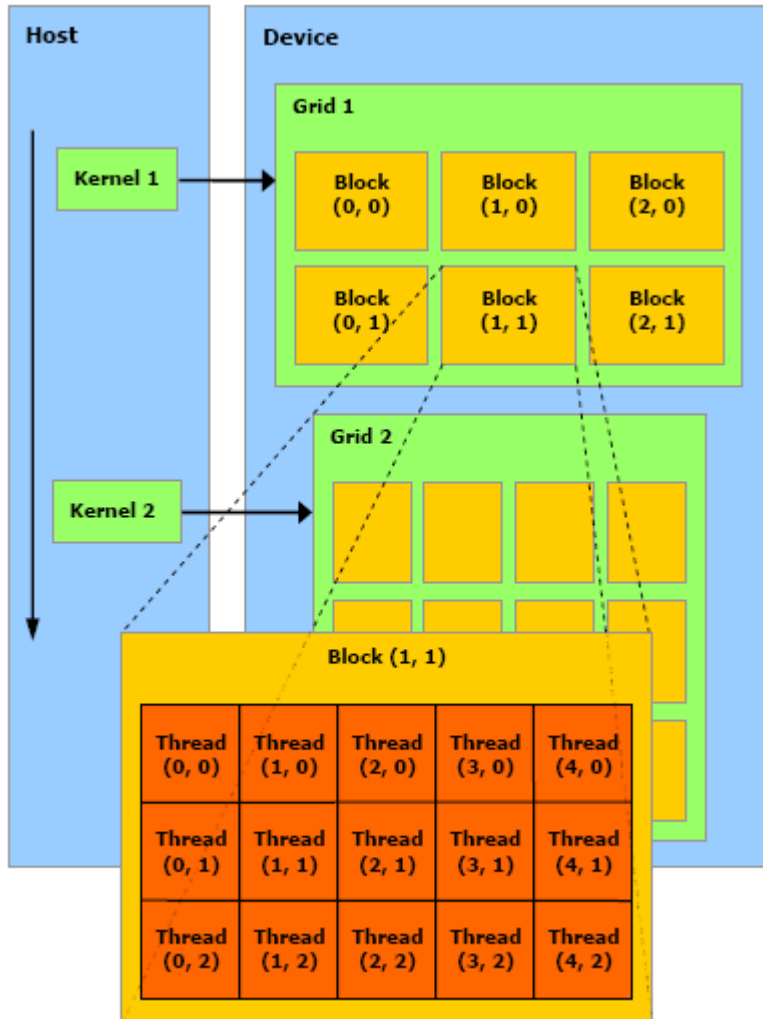 Host
Device
Grid 1
Kernel 1
Block
(0, 0)
Block
(1, 0)
Block
(2, 0)
Block
(0, 1)
Block
(1, 1)
Block
(2, 1)
Grid 2
Kernel 2
Block (1, 1)
Thread
(0, 0)
Thread
(1, 0)
Thread
(2, 0)
Thread
(3, 0)
Thread
(4, 0)
Thread
(0, 1)
Thread
(1, 1)
Thread
(2, 1)
Thread
(3, 1)
Thread
(4, 1)
Thread
(0, 2)
Thread
(1, 2)
Thread
(2, 2)
Thread
(3, 2)
Thread
(4, 2)